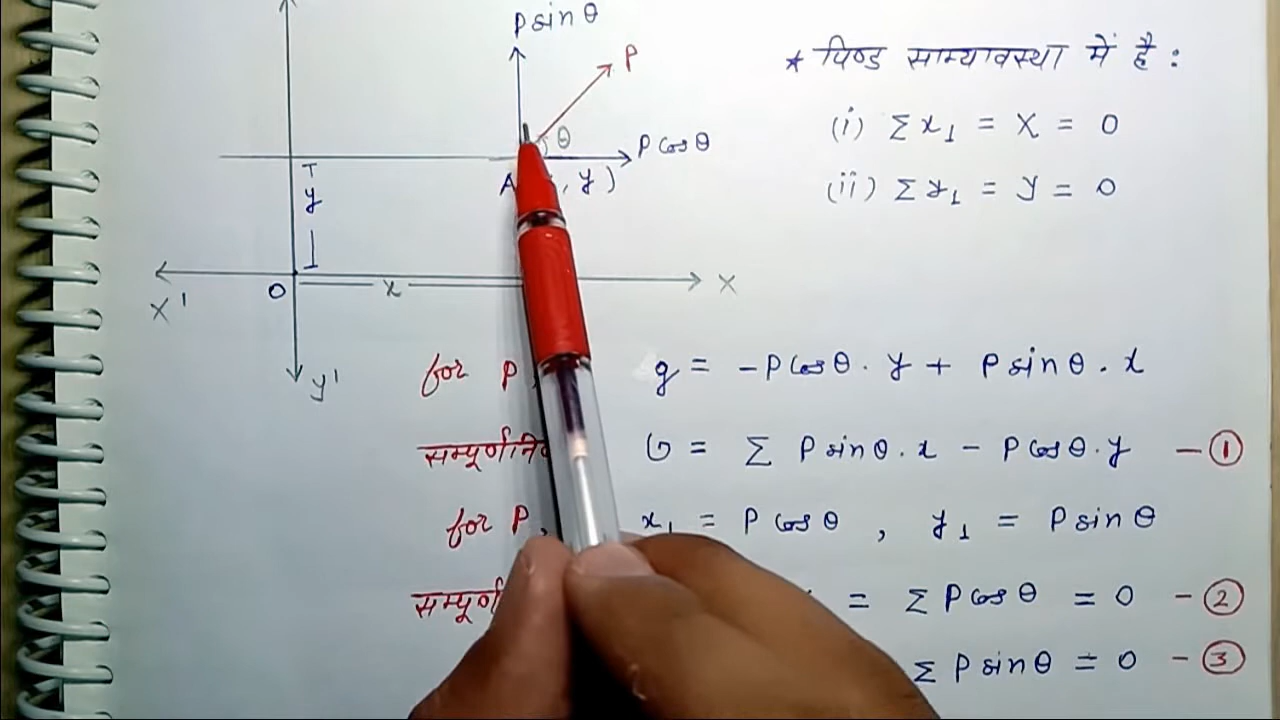 P sin θ
P
θ
P cos θ
A , y )
y
O
x
X
X'
y'
* पिण्ड साम्यावस्था में है :
(i) Σ x₁ = X = 0
(ii) Σ y₁ = y = 0
for P, g = - P cos θ . y + P sin θ . x
G = Σ P sin θ . x - P cos θ . y - ①
for P, x₁ = P cos θ , y₁ = P sin θ
= Σ P cos θ = 0 - ②
Σ P sin θ = 0 - ③